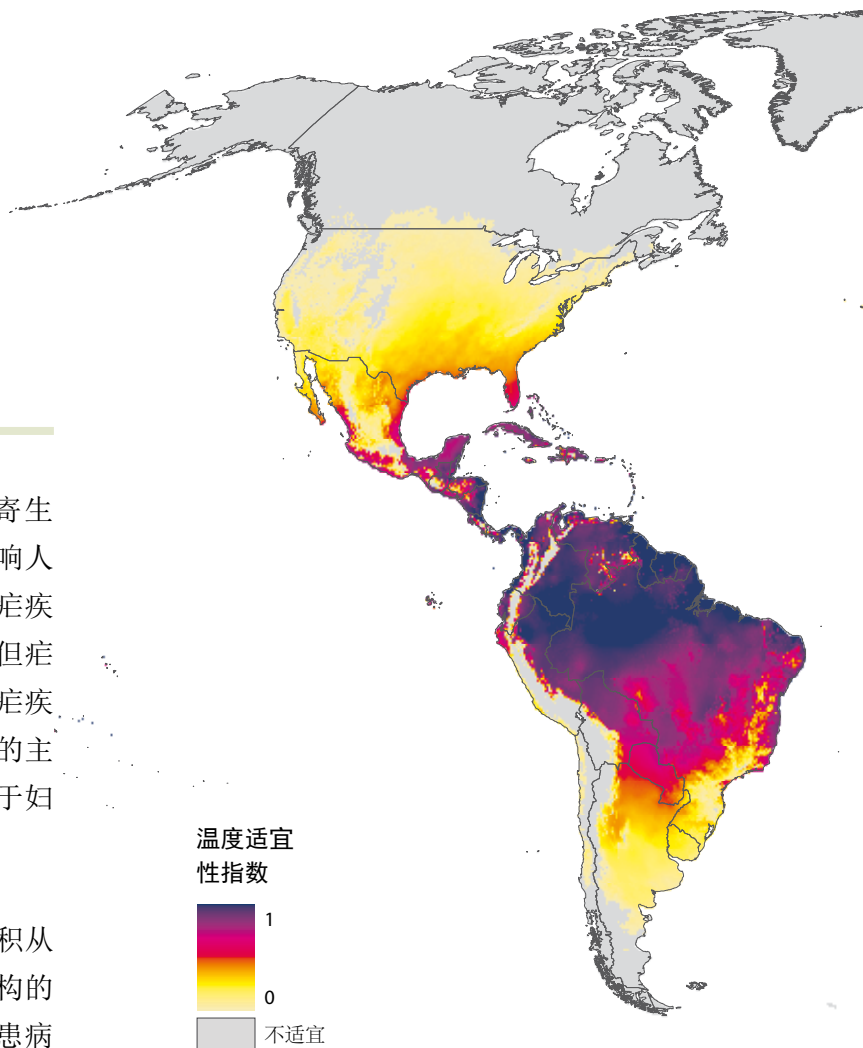 寄生
响人
疟疾
但疟
疟疾
的主
于妇
积从
构的
患病
温度适宜
性指数
1
0
不适宜